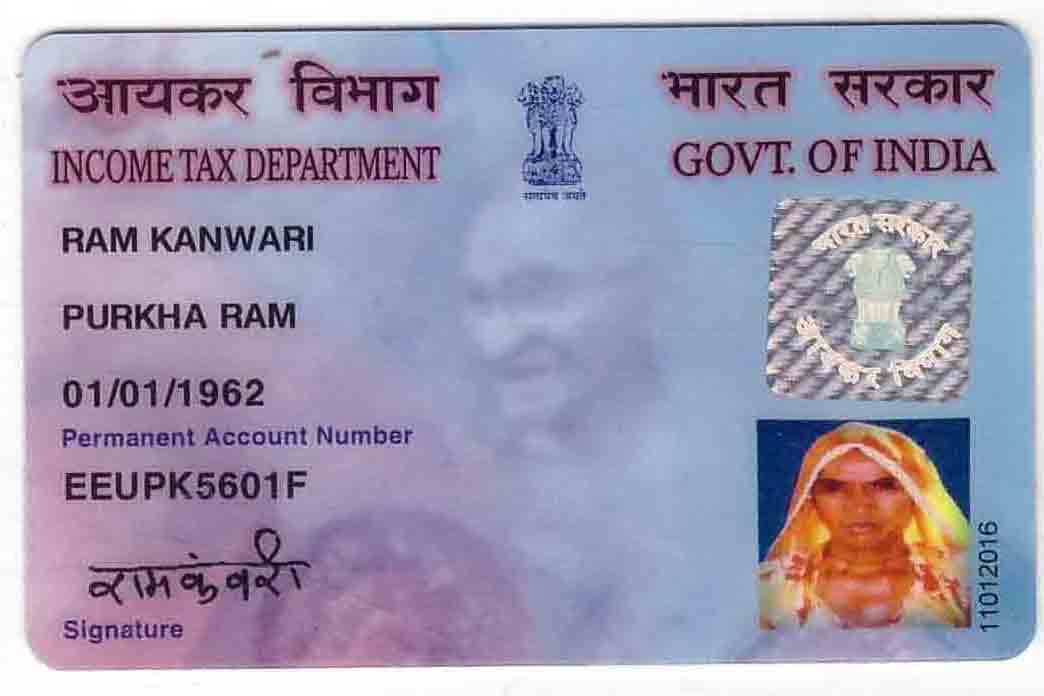 आयकर विभाग
INCOME TAX DEPARTMENT
भारत सरकार
GOVT. OF INDIA
सत्यमेव जयते
RAM KANWARI
PURKHA RAM
01/01/1962
Permanent Account Number
EEUPK5601F
रामकंवरी
Signature
भारत सरकार
आयकर विभाग
11012016